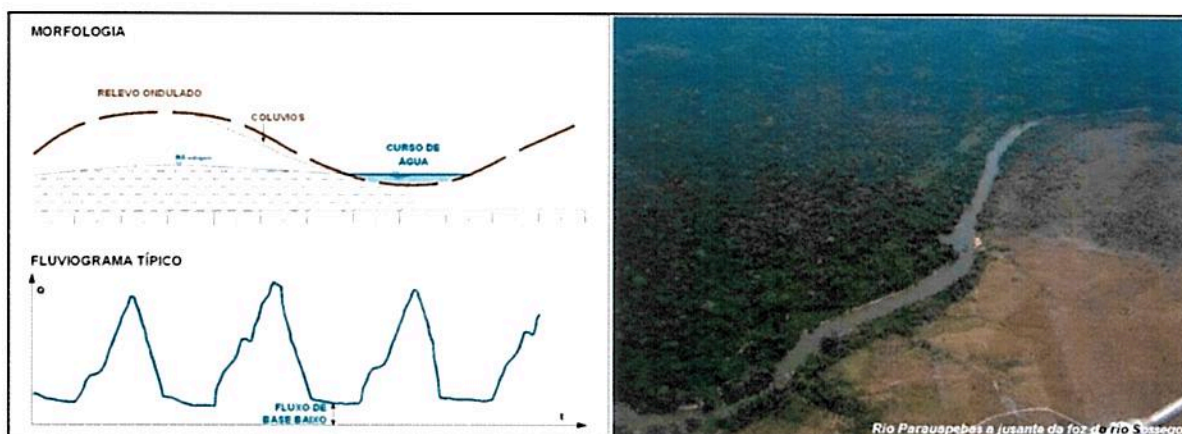 MORFOLOGIA
RELEVO ONDULADO
COLUVIOS
CURSO DE
ÁGUA
FLUVIOGRAMA TÍPICO
Q
FLUXO DE
BASE BAIXO
t
Rio Parauapebas a jusante da foz do rio Sossego